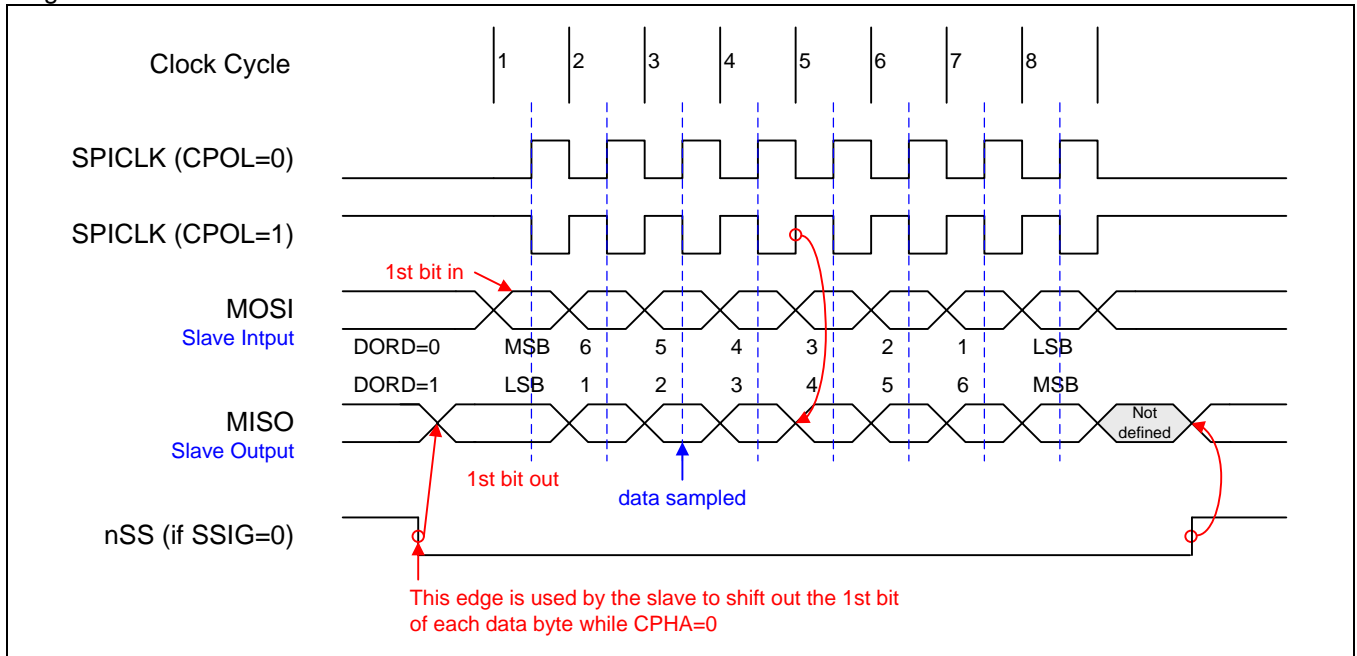 Clock Cycle 1 2 3 4 5 6 7 8
SPICLK (CPOL=0)
SPICLK (CPOL=1)
1st bit in
MOSI
Slave Intput
DORD=0 MSB 6 5 4 3 2 1 LSB
DORD=1 LSB 1 2 3 4 5 6 MSB
MISO
Slave Output
Not
defined
1st bit out
data sampled
nSS (if SSIG=0)
This edge is used by the slave to shift out the 1st bit
of each data byte while CPHA=0